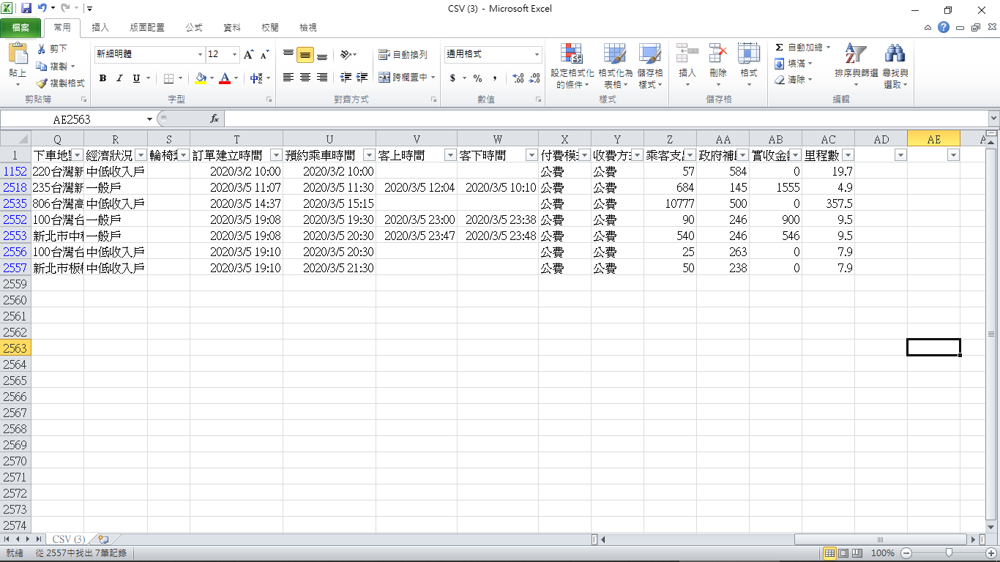 CSV (3) - Microsoft Excel
檔案 常用 插入 版面配置 公式 資料 校閱 檢視
貼上 剪下 複製 複製格式 剪貼簿
新細明體 12 B I U 字型
自動換列 跨欄置中 對齊方式
通用格式 $ % , 數值
設定格式化的條件 格式化為表格 儲存格樣式 樣式
插入 刪除 格式 儲存格
Σ 自動加總 填滿 清除 排序與篩選 尋找與選取 編輯
AE2563 fx
Q R S T U V W X Y Z AA AB AC AD AE
1 下車地 經濟狀況 輪椅 訂單建立時間 預約乘車時間 客上時間 客下時間 付費模 收費方 乘客支 政府補 實收金 里程數
1152 220台灣新 中低收入戶 2020/3/2 10:00 2020/3/2 10:00 公費 公費 57 584 0 19.7
2518 235台灣新 一般戶 2020/3/5 11:07 2020/3/5 11:30 2020/3/5 12:04 2020/3/5 10:10 公費 公費 684 145 1555 4.9
2535 806台灣高 中低收入戶 2020/3/5 14:37 2020/3/5 15:15 公費 公費 10777 500 0 357.5
2552 100台灣台 一般戶 2020/3/5 19:08 2020/3/5 19:30 2020/3/5 23:00 2020/3/5 23:38 公費 公費 90 246 900 9.5
2553 新北市中 一般戶 2020/3/5 19:08 2020/3/5 20:30 2020/3/5 23:47 2020/3/5 23:48 公費 公費 540 246 546 9.5
2556 100台灣台 中低收入戶 2020/3/5 19:10 2020/3/5 20:30 公費 公費 25 263 0 7.9
2557 新北市板 中低收入戶 2020/3/5 19:10 2020/3/5 21:30 公費 公費 50 238 0 7.9
2559
2560
2561
2562
2563
2564
2565
2566
2567
2568
2569
2570
2571
2572
2573
2574
CSV (3)
就緒 從 2557中找出 7筆記錄 100%